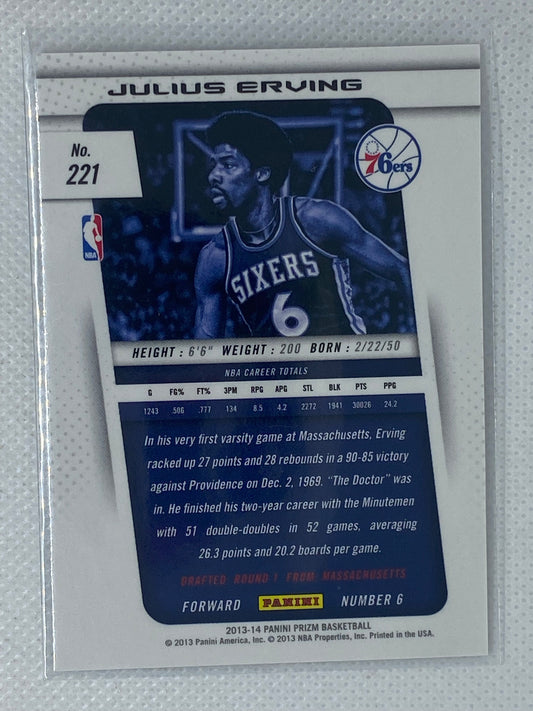 JULIUS ERVING
No.
221
76ers
NBA
SIXERS
6
HEIGHT : 6'6" WEIGHT : 200 BORN : 2/22/50
NBA CAREER TOTALS
G FG% FT% 3PM RPG APG STL BLK PTS PPG
1243 .506 .777 134 8.5 4.2 2272 1941 30026 24.2
In his very first varsity game at Massachusetts, Erving
racked up 27 points and 28 rebounds in a 90-85 victory
against Providence on Dec. 2, 1969. "The Doctor" was
in. He finished his two-year career with the Minutemen
with 51 double-doubles in 52 games, averaging
26.3 points and 20.2 boards per game.
DRAFTED ROUND 1 FROM MASSACHUSETTS
FORWARD PANINI NUMBER 6
2013-14 PANINI PRIZM BASKETBALL
© 2013 Panini America, Inc. © 2013 NBA Properties, Inc. Printed in the USA.